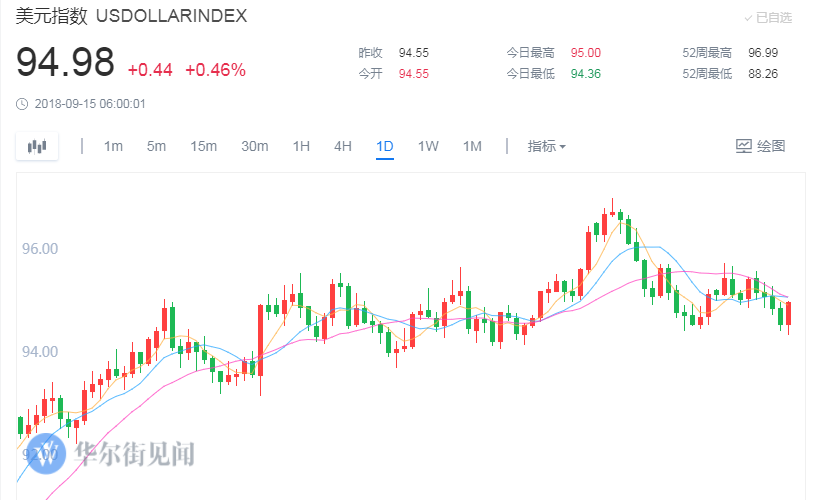 美元指数 USDOLLARINDEX
已自选
94.98 +0.44 +0.46%
昨收 94.55 今日最高 95.00 52周最高 96.99
今开 94.55 今日最低 94.36 52周最低 88.26
2018-09-15 06:00:01
1m 5m 15m 30m 1H 4H 1D 1W 1M 指标 绘图
96.00
94.00
92.00
华尔街见闻